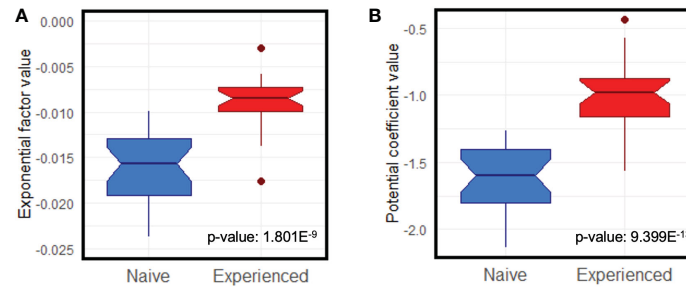 A
Exponential factor value
0.000
-0.005
-0.010
-0.015
-0.020
-0.025
p-value: 1.801E-9
Naive
Experienced
B
Potential coefficient value
-0.5
-1.0
-1.5
-2.0
p-value:
Naive
Experienced